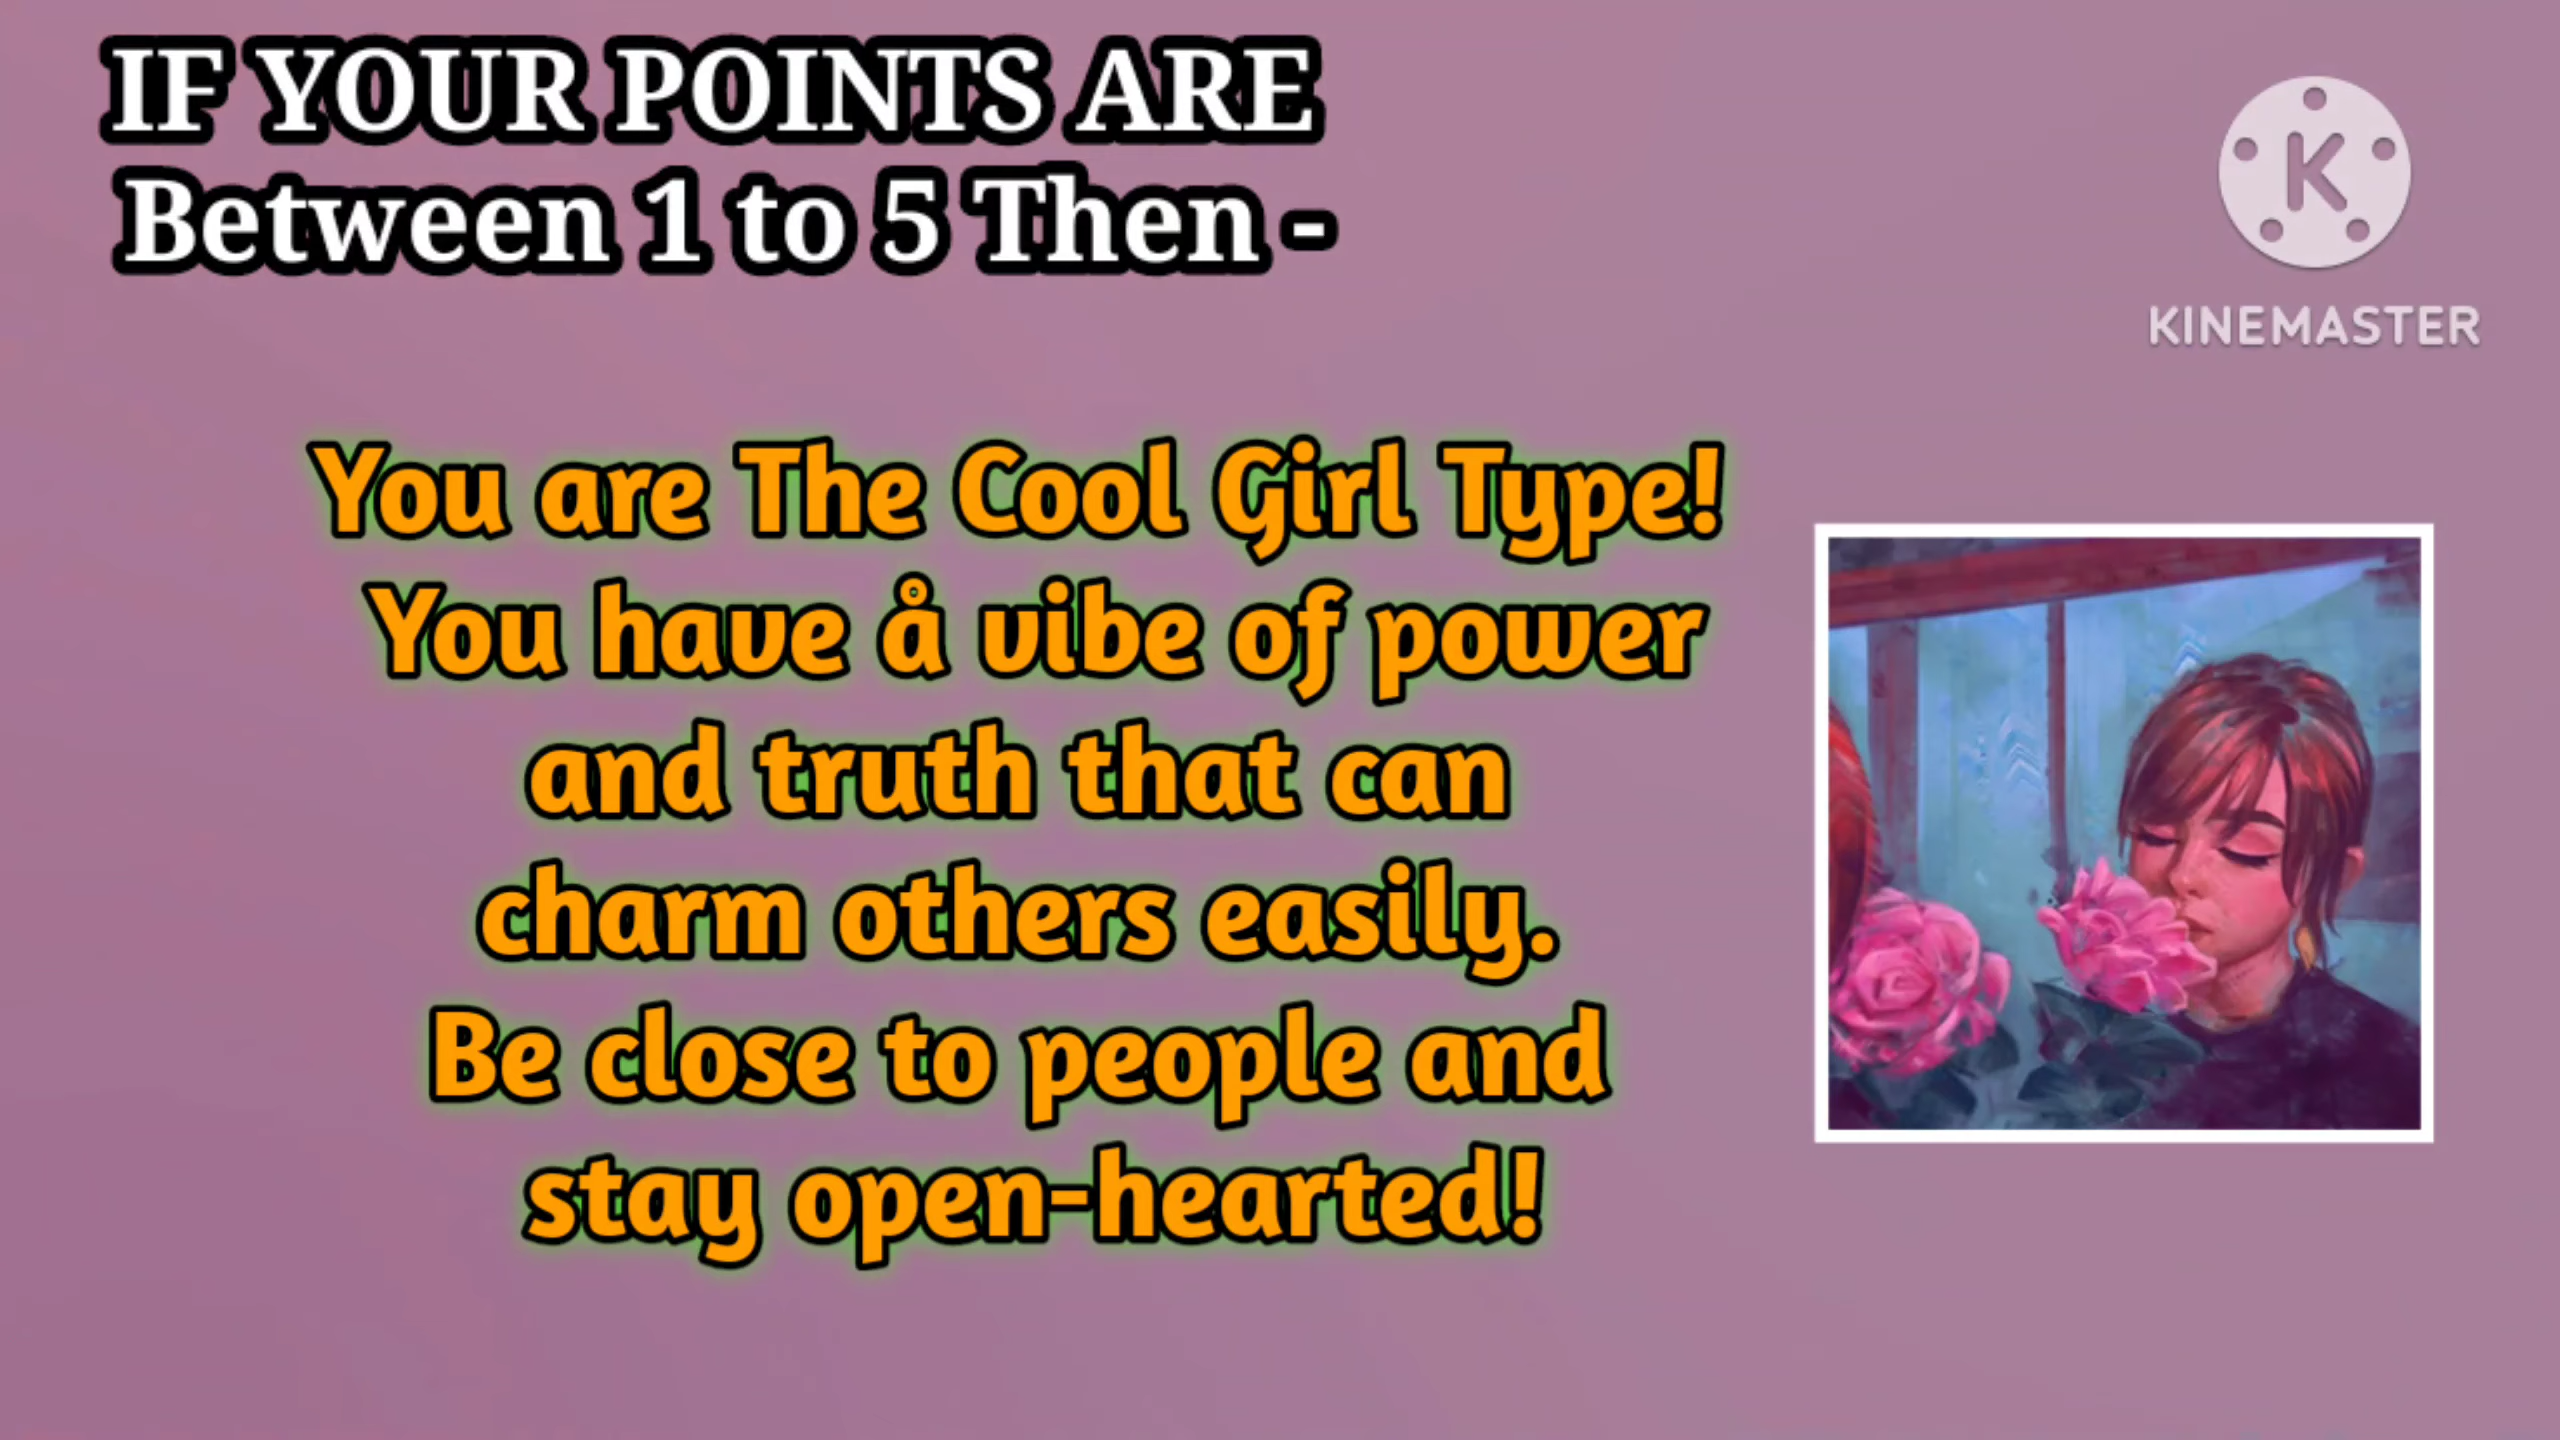 IF YOUR POINTS ARE
Between 1 to 5 Then -
K
KINEMASTER
You are The Cool Girl Type!
You have å vibe of power
and truth that can
charm others easily.
Be close to people and
stay open-hearted!